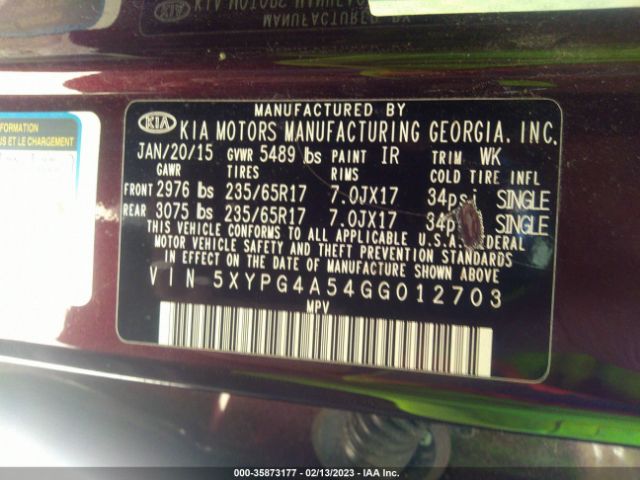 FORMATION
US ET LE CHARGEMENT
MANUFACTURED BY
KIA KIA MOTORS MANUFACTURING GEORGIA, INC.
JAN/20/15 GVWR 5489 lbs PAINT IR TRIM WK
GAWR TIRES RIMS COLD TIRE INFL
FRONT 2976 lbs 235/65R17 7.0JX17 34psi SINGLE
REAR 3075 lbs 235/65R17 7.0JX17 34p SINGLE
THIS VEHICLE CONFORMS TO ALL APPLICABLE U.S.A. FEDERAL
MOTOR VEHICLE SAFETY AND THEFT PREVENTION STANDARDS
IN EFFECT ON THE DATE OF MANUFACTURE SHOWN ABOVE
VIN 5XYPG4A54GG012703
MPV
000-35873177 - 02/13/2023 - IAA Inc.